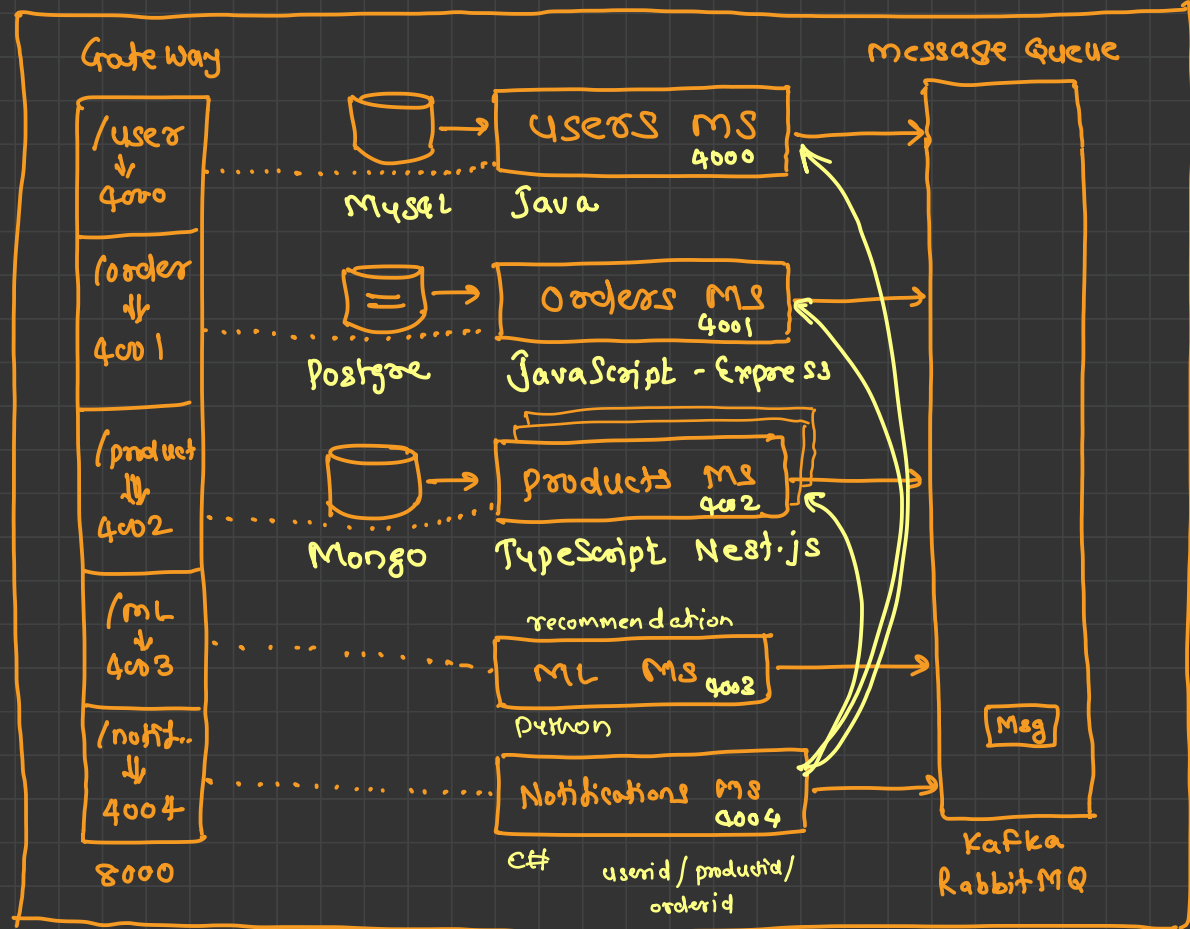 Gateway
/user
4000
/order
4001
/product
4002
/ML
4003
/notif..
4004
8000
Mysql
Postgre
Mongo
Users MS
4000
Java
Orders MS
4001
JavaScript - Express
Products MS
4002
TypeScript Nest.js
recommendation
ML MS
4003
Python
Notifications MS
4004
C#
userid / productid /
orderid
Message Queue
Msg
Kafka
RabbitMQ